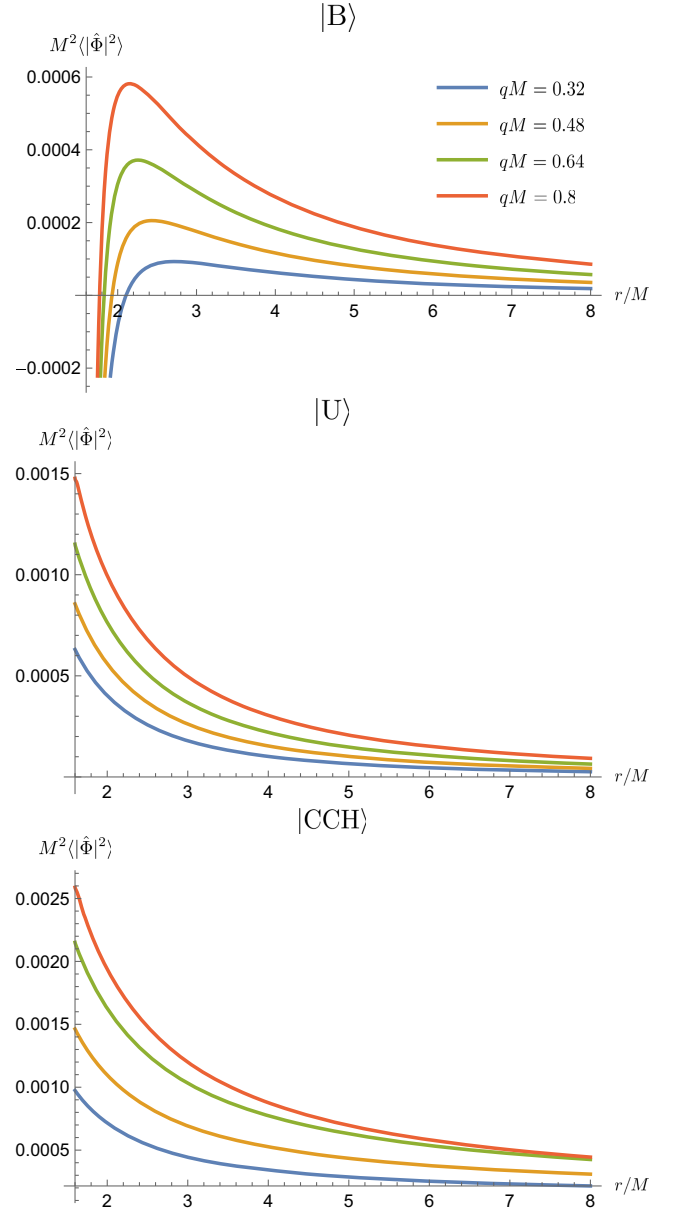 |B⟩
M²⟨|Φ̂|²⟩
0.0006
0.0004
0.0002
−0.0002
qM = 0.32
qM = 0.48
qM = 0.64
qM = 0.8
2 3 4 5 6 7 8
r/M
|U⟩
M²⟨|Φ̂|²⟩
0.0015
0.0010
0.0005
2 3 4 5 6 7 8
r/M
|CCH⟩
M²⟨|Φ̂|²⟩
0.0025
0.0020
0.0015
0.0010
0.0005
2 3 4 5 6 7 8
r/M